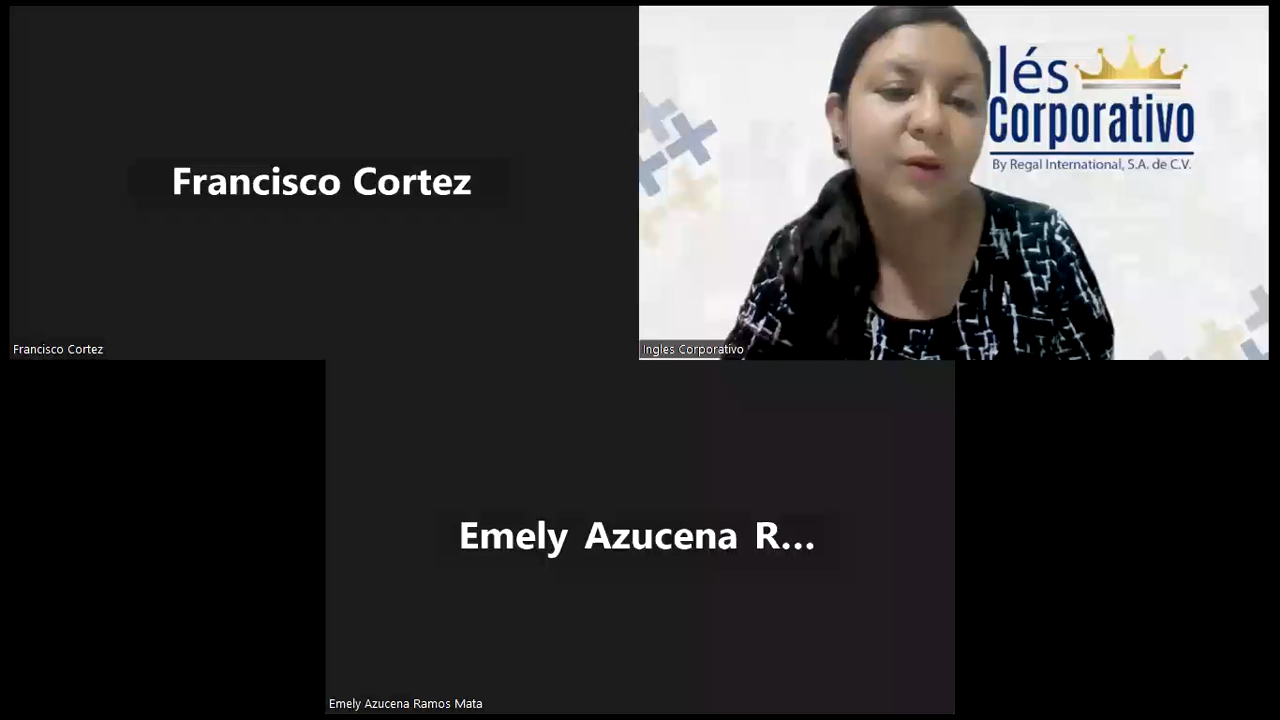 Francisco Cortez
Francisco Cortez
lés
Corporativo
By Regal International, S.A. de C.V.
Ingles Corporativo
Emely Azucena R...
Emely Azucena Ramos Mata